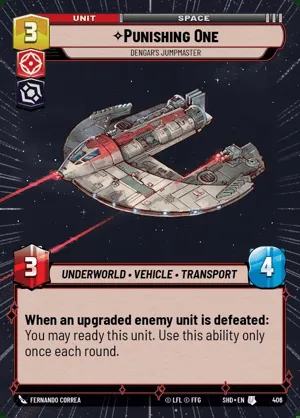 UNIT
SPACE
3
✧PUNISHING ONE
DENGAR'S JUMPMASTER
3
4
UNDERWORLD • VEHICLE • TRANSPORT
When an upgraded enemy unit is defeated:
You may ready this unit. Use this ability only
once each round.
FERNANDO CORREA
© LFL © FFG
SHD • EN
406